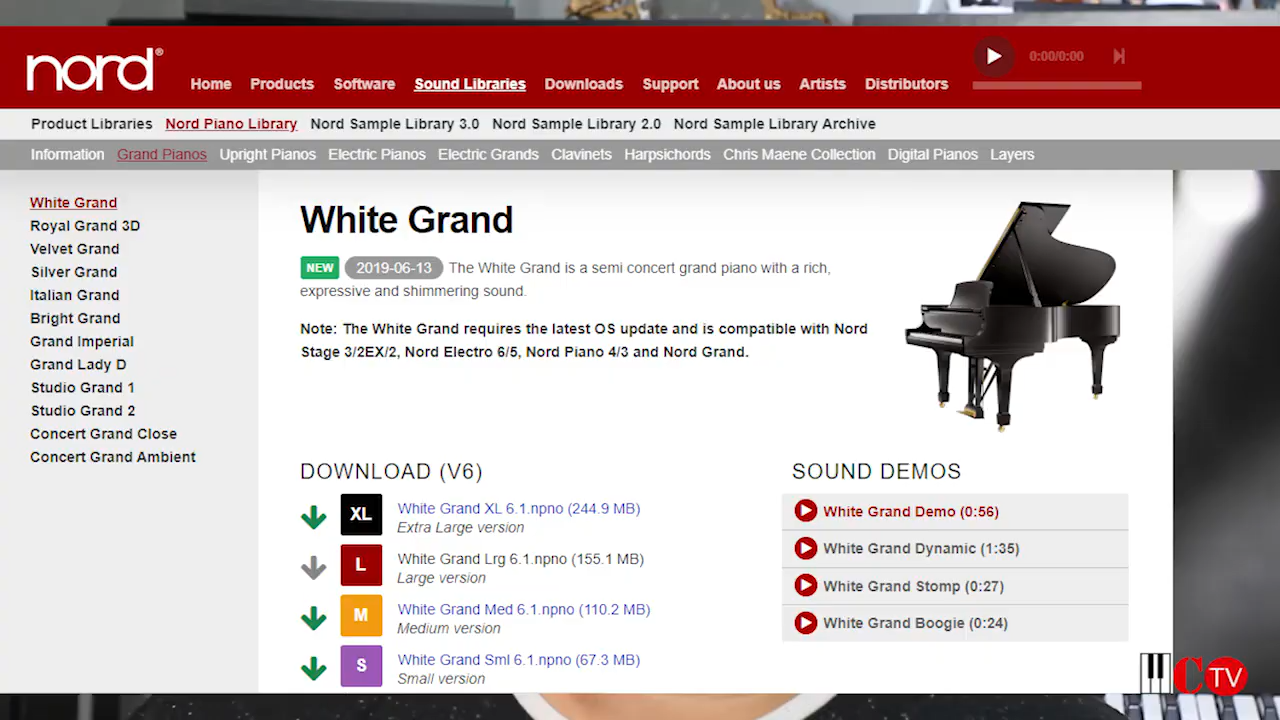 nord®
Home Products Software Sound Libraries Downloads Support About us Artists Distributors
0:00/0:00
Product Libraries Nord Piano Library Nord Sample Library 3.0 Nord Sample Library 2.0 Nord Sample Library Archive
Information Grand Pianos Upright Pianos Electric Pianos Electric Grands Clavinets Harpsichords Chris Maene Collection Digital Pianos Layers
White Grand
Royal Grand 3D
Velvet Grand
Silver Grand
Italian Grand
Bright Grand
Grand Imperial
Grand Lady D
Studio Grand 1
Studio Grand 2
Concert Grand Close
Concert Grand Ambient
White Grand
NEW 2019-06-13 The White Grand is a semi concert grand piano with a rich,
expressive and shimmering sound.
Note: The White Grand requires the latest OS update and is compatible with Nord
Stage 3/2EX/2, Nord Electro 6/5, Nord Piano 4/3 and Nord Grand.
DOWNLOAD (V6)
XL White Grand XL 6.1.npno (244.9 MB)
Extra Large version
L White Grand Lrg 6.1.npno (155.1 MB)
Large version
M White Grand Med 6.1.npno (110.2 MB)
Medium version
S White Grand Sml 6.1.npno (67.3 MB)
Small version
SOUND DEMOS
White Grand Demo (0:56)
White Grand Dynamic (1:35)
White Grand Stomp (0:27)
White Grand Boogie (0:24)
C TV